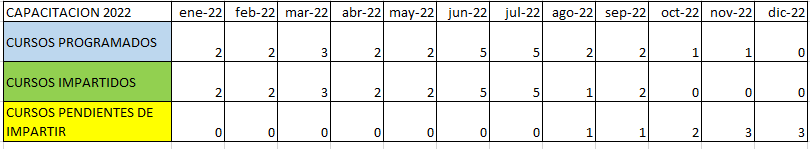 CAPACITACION 2022 ene-22 feb-22 mar-22 abr-22 may-22 jun-22 jul-22 ago-22 sep-22 oct-22 nov-22 dic-22
CURSOS PROGRAMADOS 2 2 3 2 2 5 5 2 2 1 1 0
CURSOS IMPARTIDOS 2 2 3 2 2 5 5 1 2 0 0 0
CURSOS PENDIENTES DE
IMPARTIR 0 0 0 0 0 0 0 1 1 2 3 3